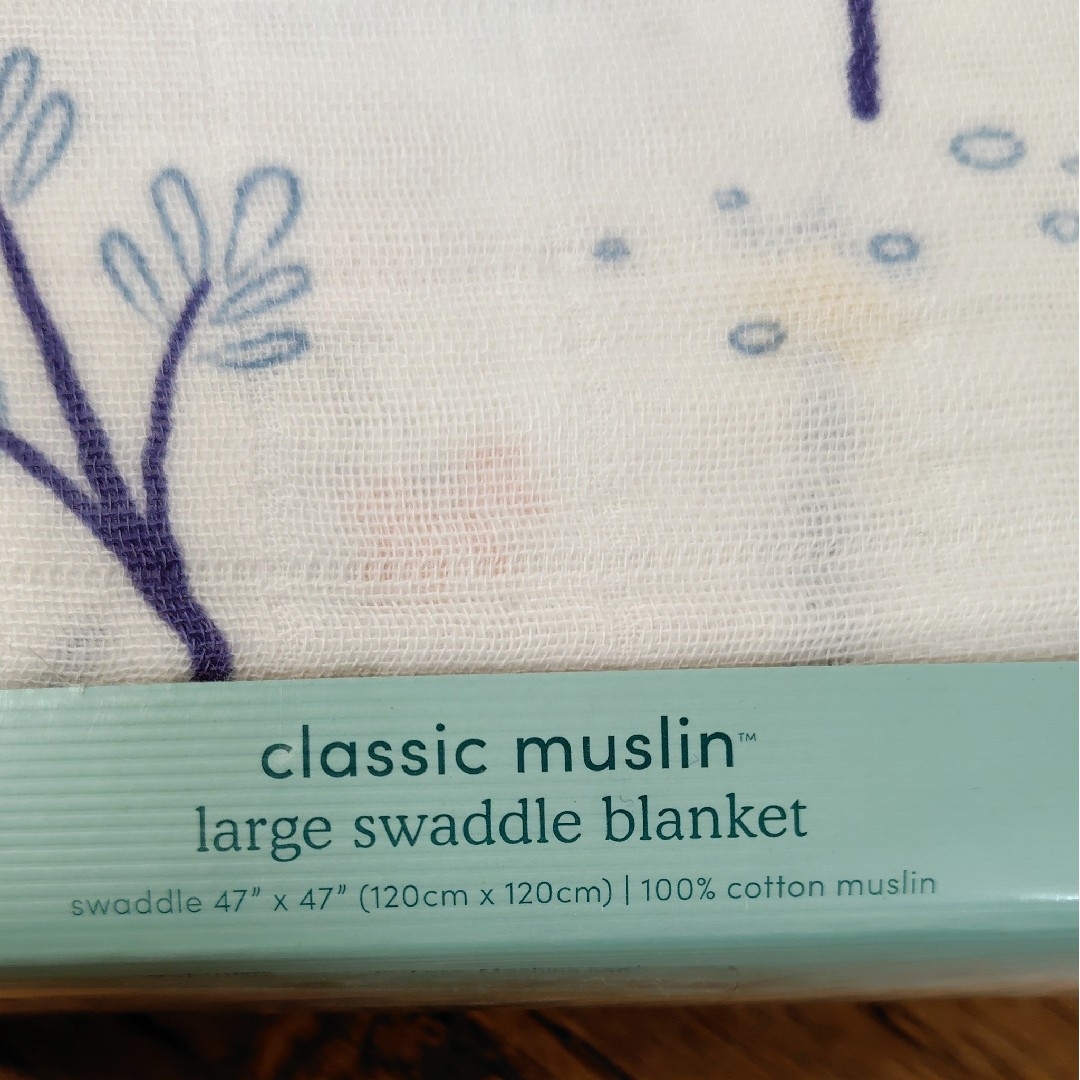 classic muslin™
large swaddle blanket
swaddle 47” x 47” (120cm x 120cm) | 100% cotton muslin